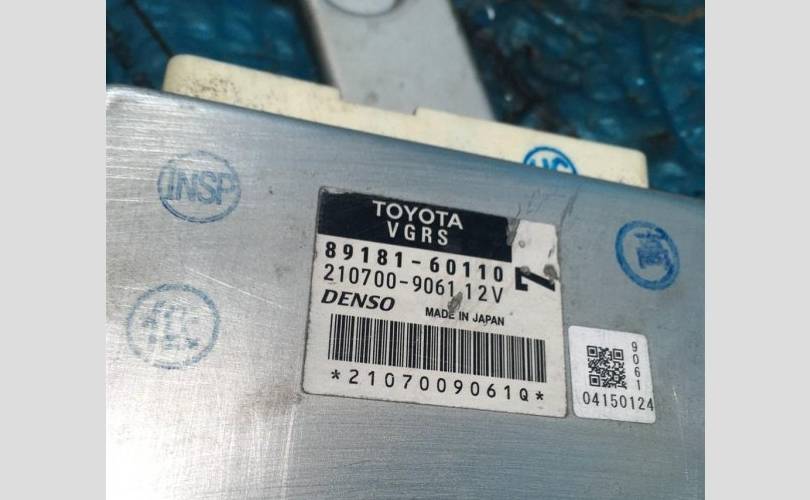 INSP
TOYOTA
VGRS
89181-60110
210700-9061 12V
Z
DENSO
MADE IN JAPAN
*2107009061Q*
9061
04150124